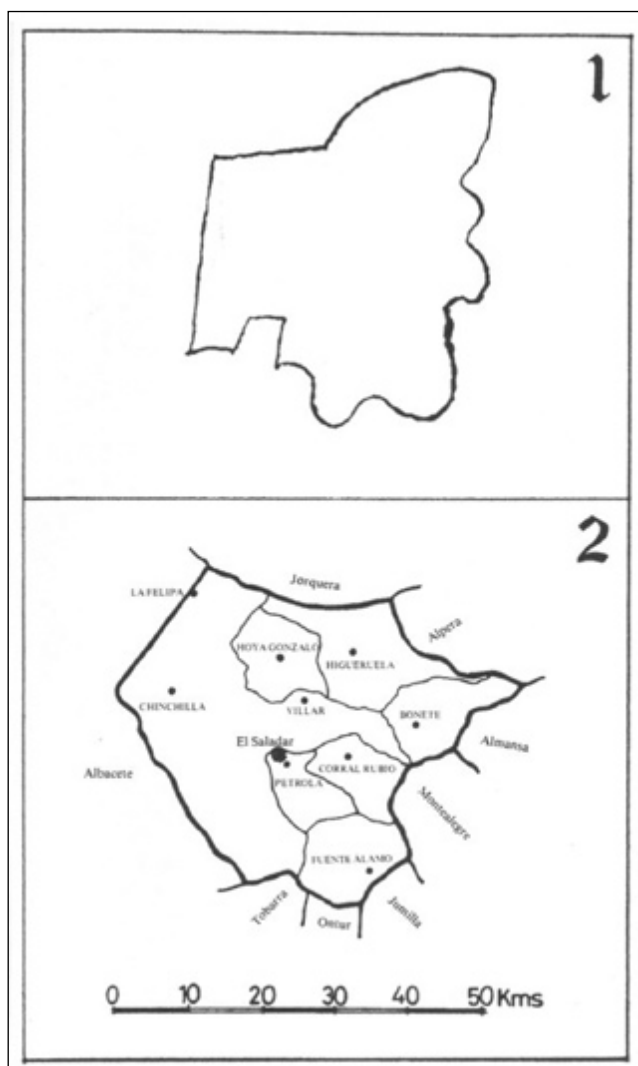 1
2
Jorquera
LA FELIPA
Alpera
HOYA GONZALO
HIGUERUELA
CHINCHILLA
VILLAR
BONETE
El Saladar
Almansa
Albacete
PETROLA
CORRAL RUBIO
Montealegre
FUENTE ÁLAMO
Tobarra
Ontur
Jumilla
0 10 20 30 40 50 Kms